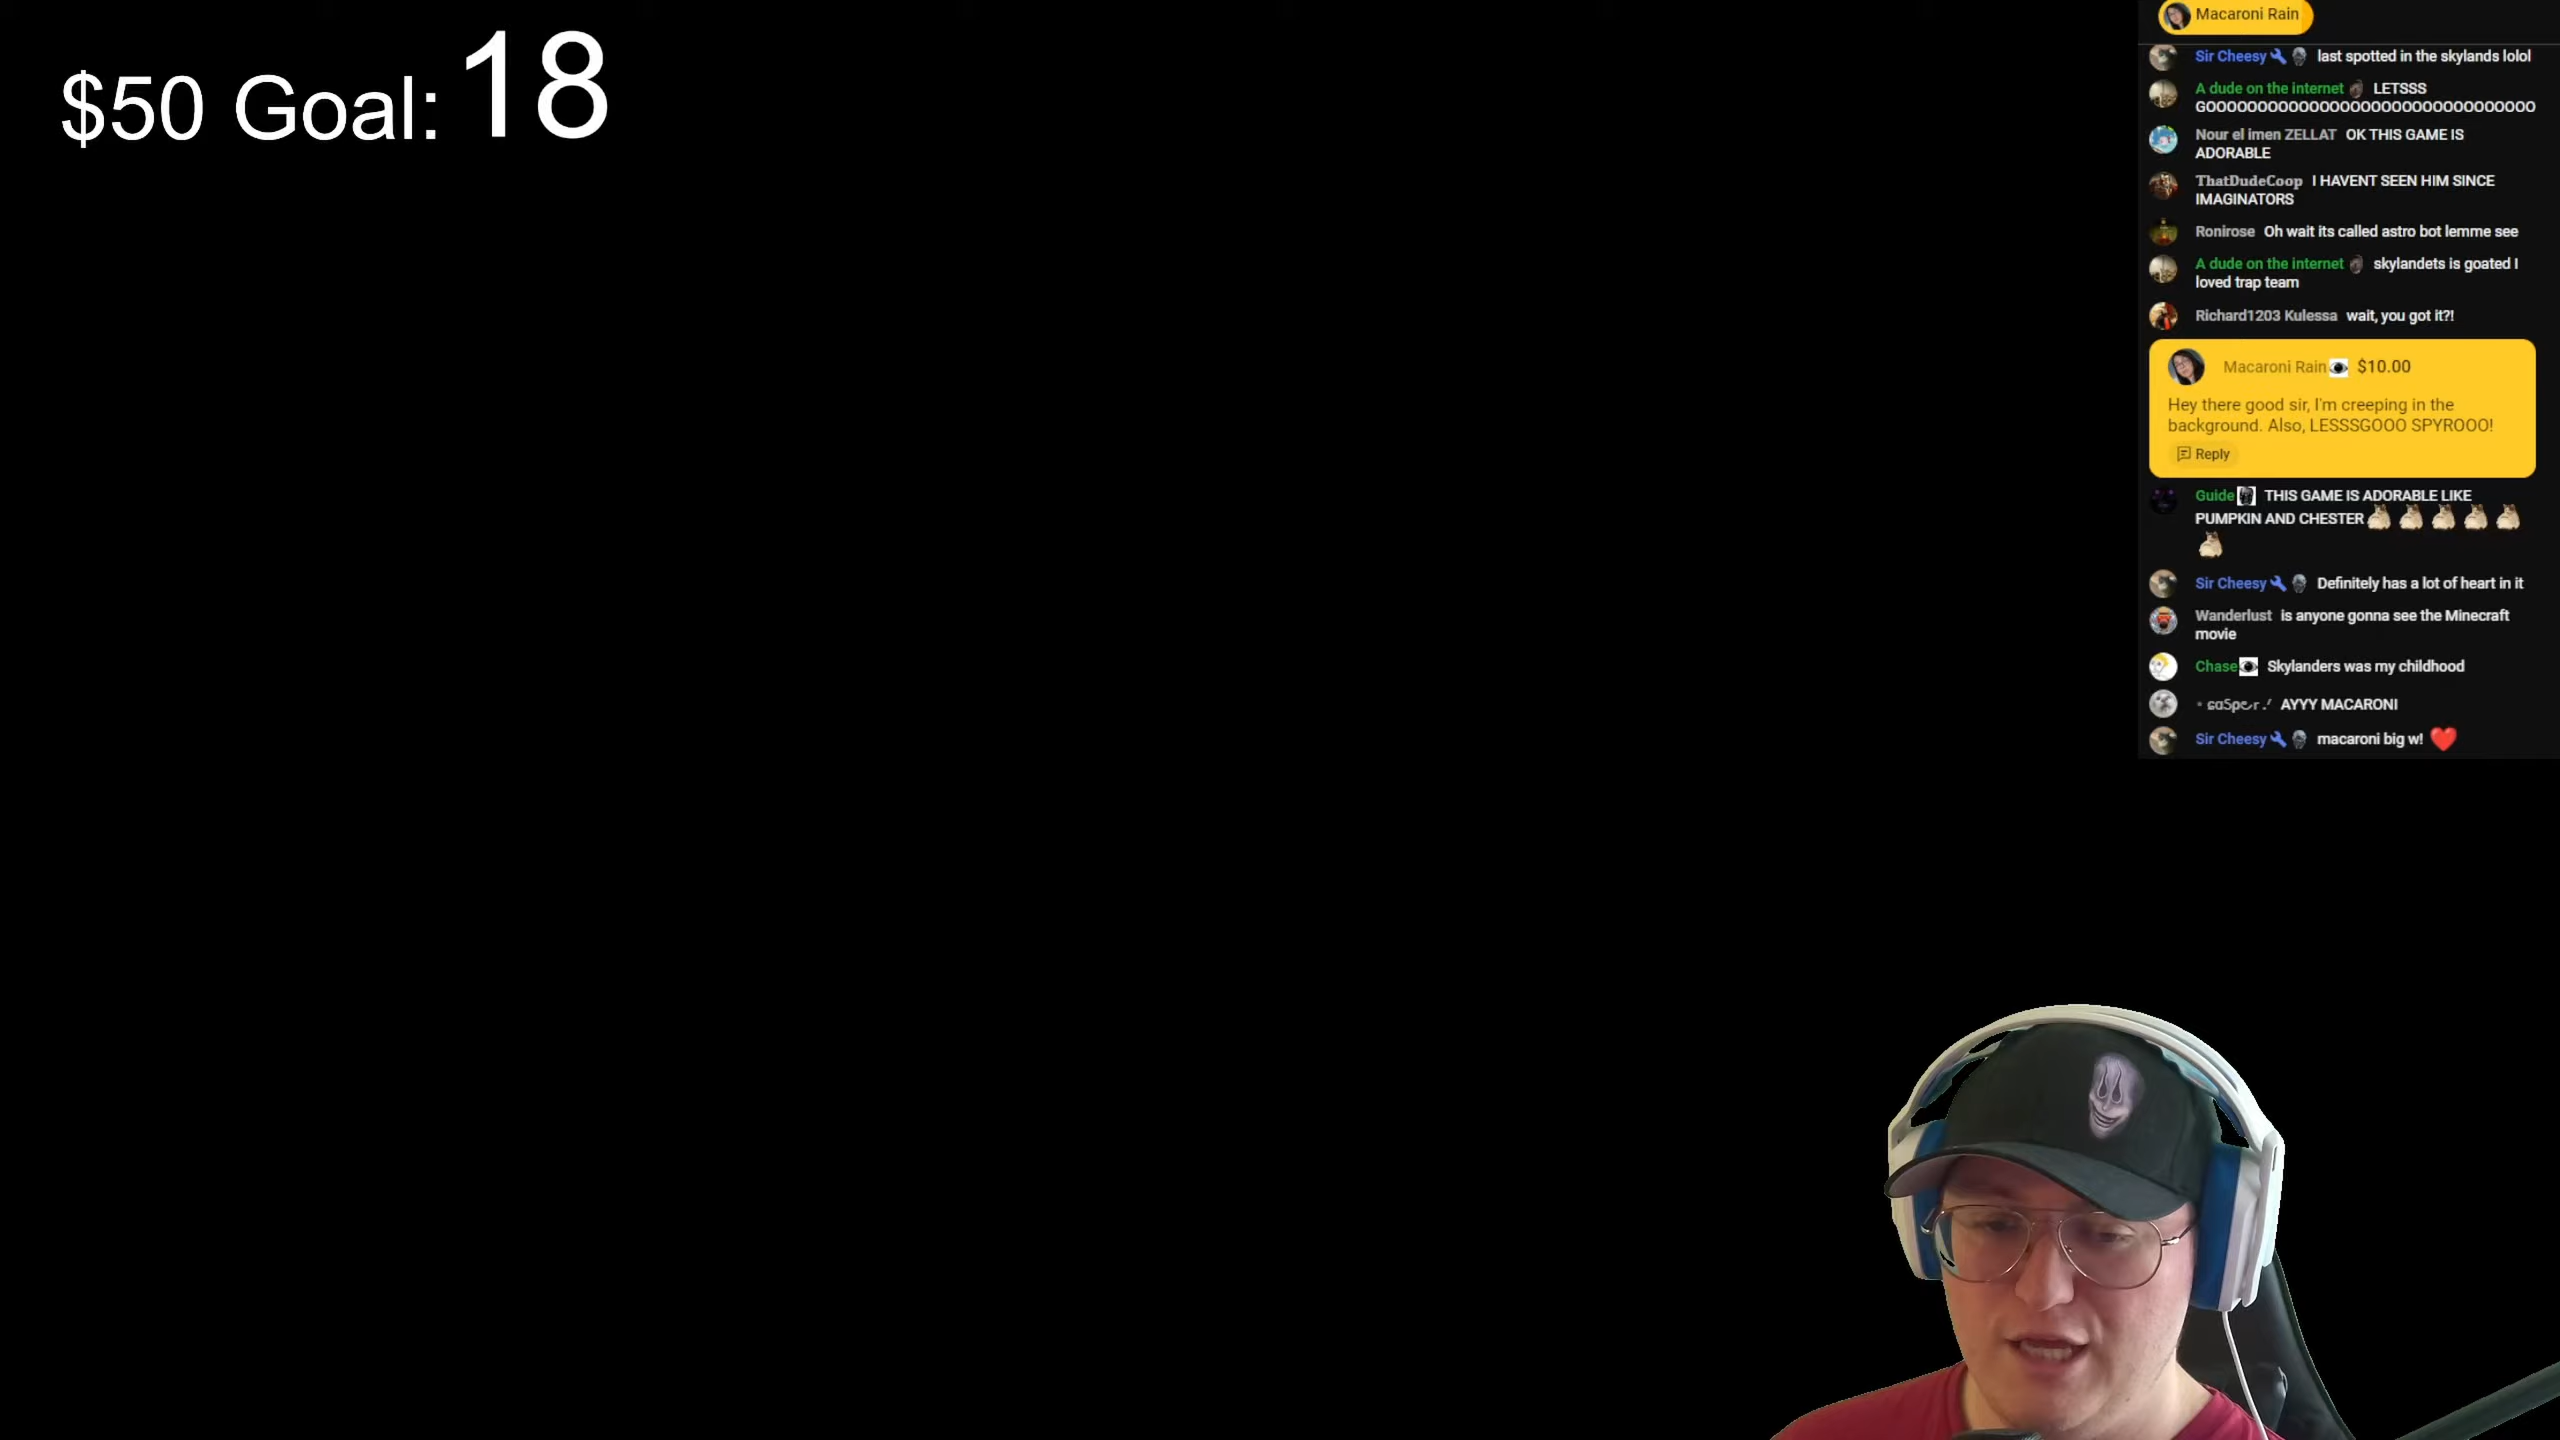 $50 Goal: 18
Macaroni Rain
Sir Cheesy last spotted in the skylands lolol
A dude on the internet LETSSS
GOOOOOOOOOOOOOOOOOOOOOOOOOOOOOOO
Nour el imen ZELLAT OK THIS GAME IS
ADORABLE
ThatDudeCoop I HAVENT SEEN HIM SINCE
IMAGINATORS
Ronirose Oh wait its called astro bot lemme see
A dude on the internet skylandets is goated I
loved trap team
Richard1203 Kulessa wait, you got it?!
Macaroni Rain $10.00
Hey there good sir, I'm creeping in the
background. Also, LESSSGOOO SPYROOO!
Reply
Guide THIS GAME IS ADORABLE LIKE
PUMPKIN AND CHESTER
Sir Cheesy Definitely has a lot of heart in it
Wanderlust is anyone gonna see the Minecraft
movie
Chase Skylanders was my childhood
AYYY MACARONI
Sir Cheesy macaroni big w! ❤️